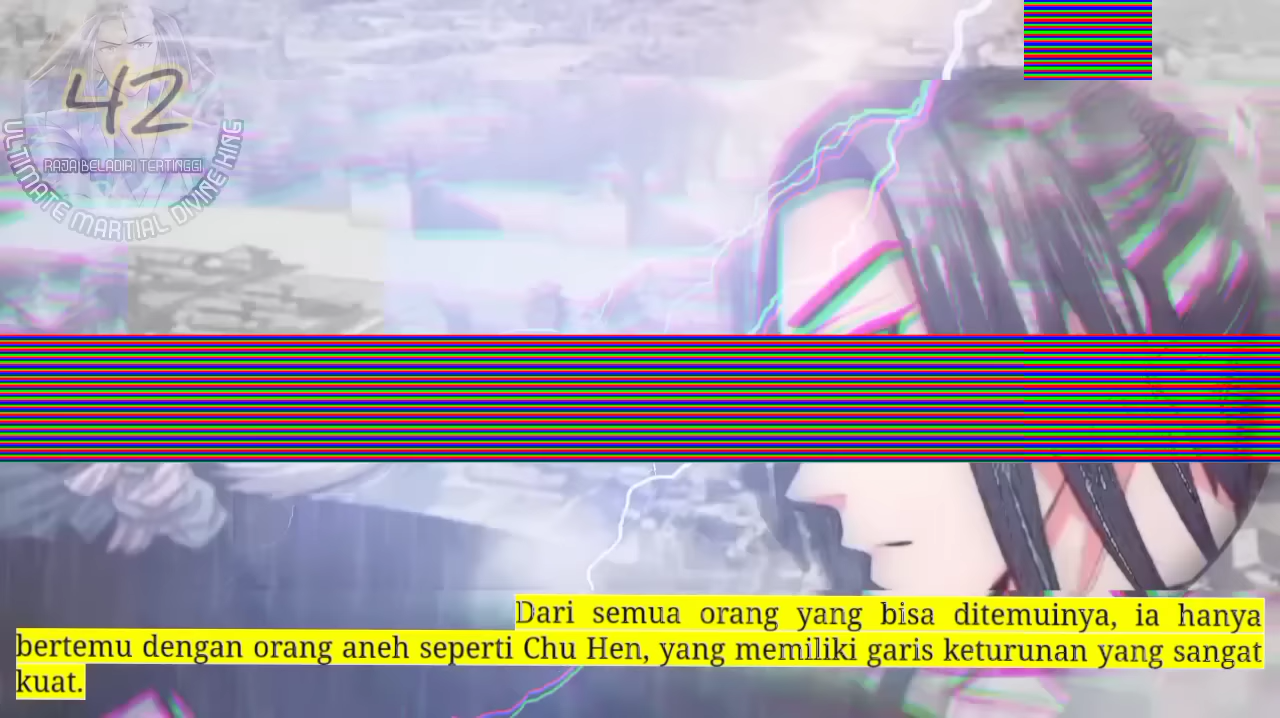 42
RAJA BELADIRI TERTINGGI
ULTIMATE MARTIAL DIVINE KING
Dari semua orang yang bisa ditemuinya, ia hanya
bertemu dengan orang aneh seperti Chu Hen, yang memiliki garis keturunan yang sangat
kuat.